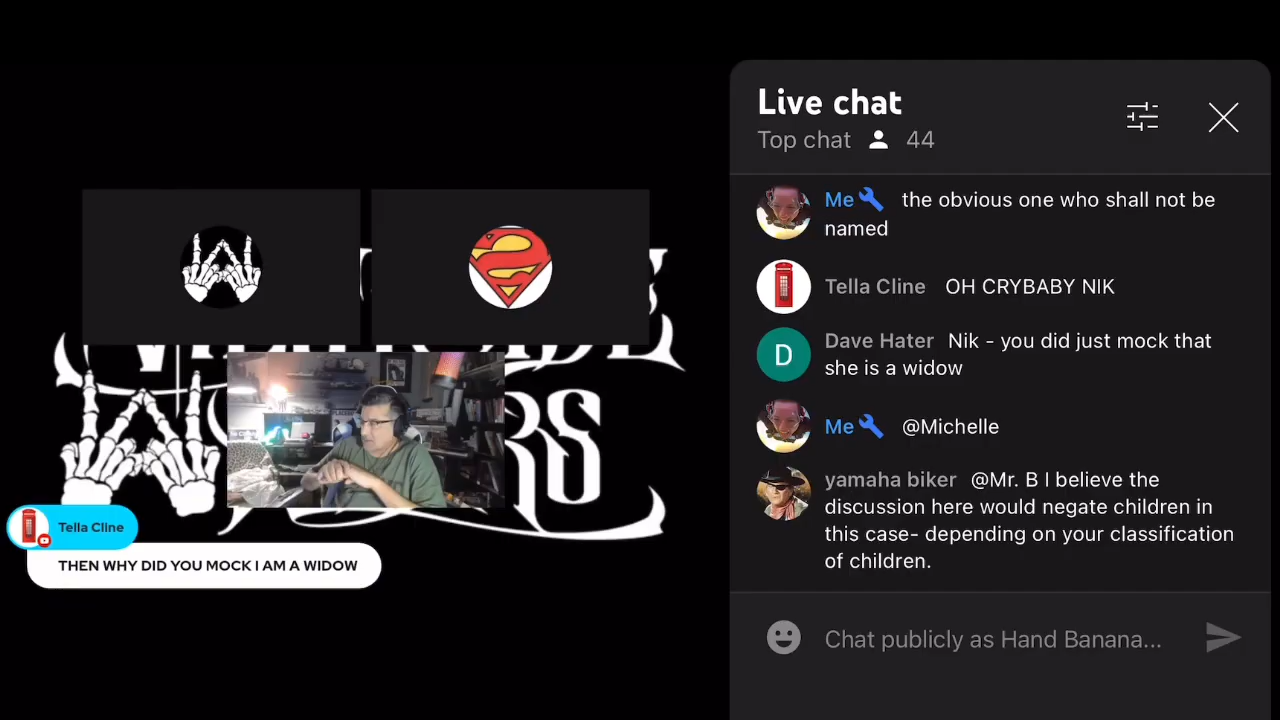 Live chat
Top chat 44
Me the obvious one who shall not be
named
Tella Cline OH CRYBABY NIK
Dave Hater Nik - you did just mock that
she is a widow
Me @Michelle
yamaha biker @Mr. B I believe the
discussion here would negate children in
this case- depending on your classification
of children.
Chat publicly as Hand Banana...
D
Tella Cline
THEN WHY DID YOU MOCK I AM A WIDOW